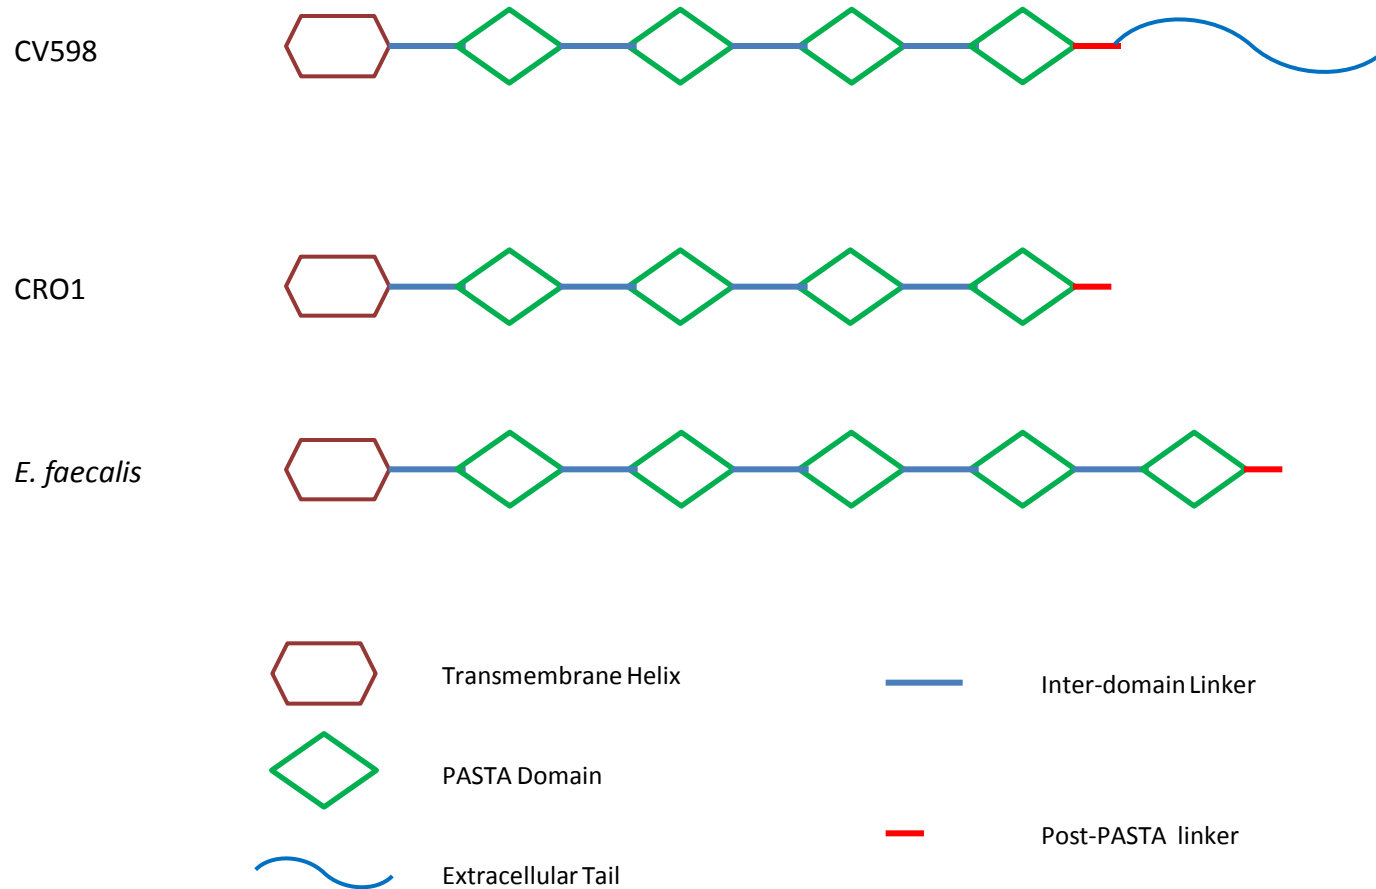 CV598
CRO1
E. faecalis
Transmembrane Helix
Inter-domain Linker
PASTA Domain
Post-PASTA linker
Extracellular Tail